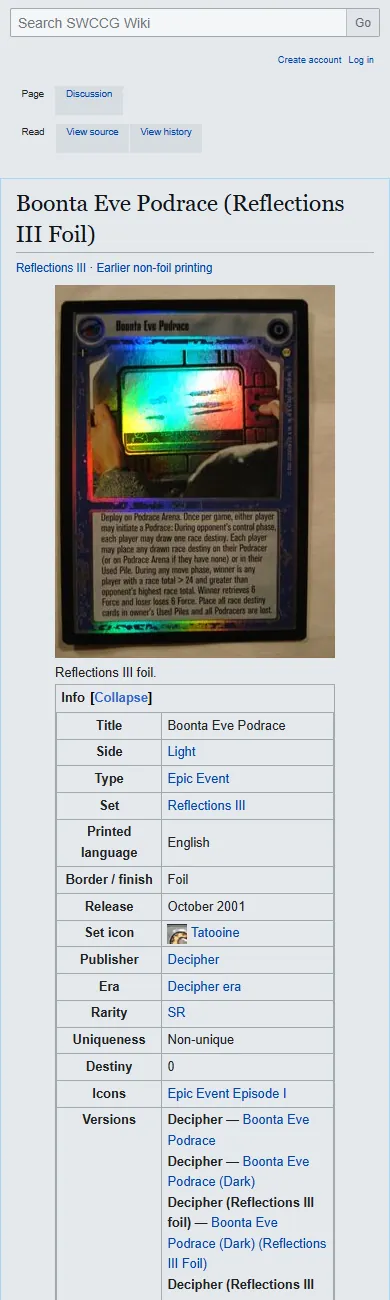 Search SWCCG Wiki
Go
Create account Log in
Page
Discussion
Read
View source
View history
Boonta Eve Podrace (Reflections
III Foil)
Reflections III · Earlier non-foil printing
Boonta Eve Podrace
0
Deploy on Podrace Arena. Once per game, either player
may initiate a Podrace: During opponent's control phase,
each player may draw one race destiny. Each player
may place any drawn race destiny on their Podracer
(or on Podrace Arena if they have none) or in their
Used Pile. During any move phase, winner is any
player with a race total > 24 and greater than
opponent's highest race total. Winner retrieves 6
Force and loser loses 6 Force. Place all race destiny
cards in owner's Used Piles and all Podracers are lost.
Reflections III foil.
Info [Collapse]
Title Boonta Eve Podrace
Side Light
Type Epic Event
Set Reflections III
Printed
language
English
Border / finish Foil
Release October 2001
Set icon Tatooine
Publisher Decipher
Era Decipher era
Rarity SR
Uniqueness Non-unique
Destiny 0
Icons Epic Event Episode I
Versions
Decipher — Boonta Eve
Podrace
Decipher — Boonta Eve
Podrace (Dark)
Decipher (Reflections III
foil) — Boonta Eve
Podrace (Dark) (Reflections
III Foil)
Decipher (Reflections III